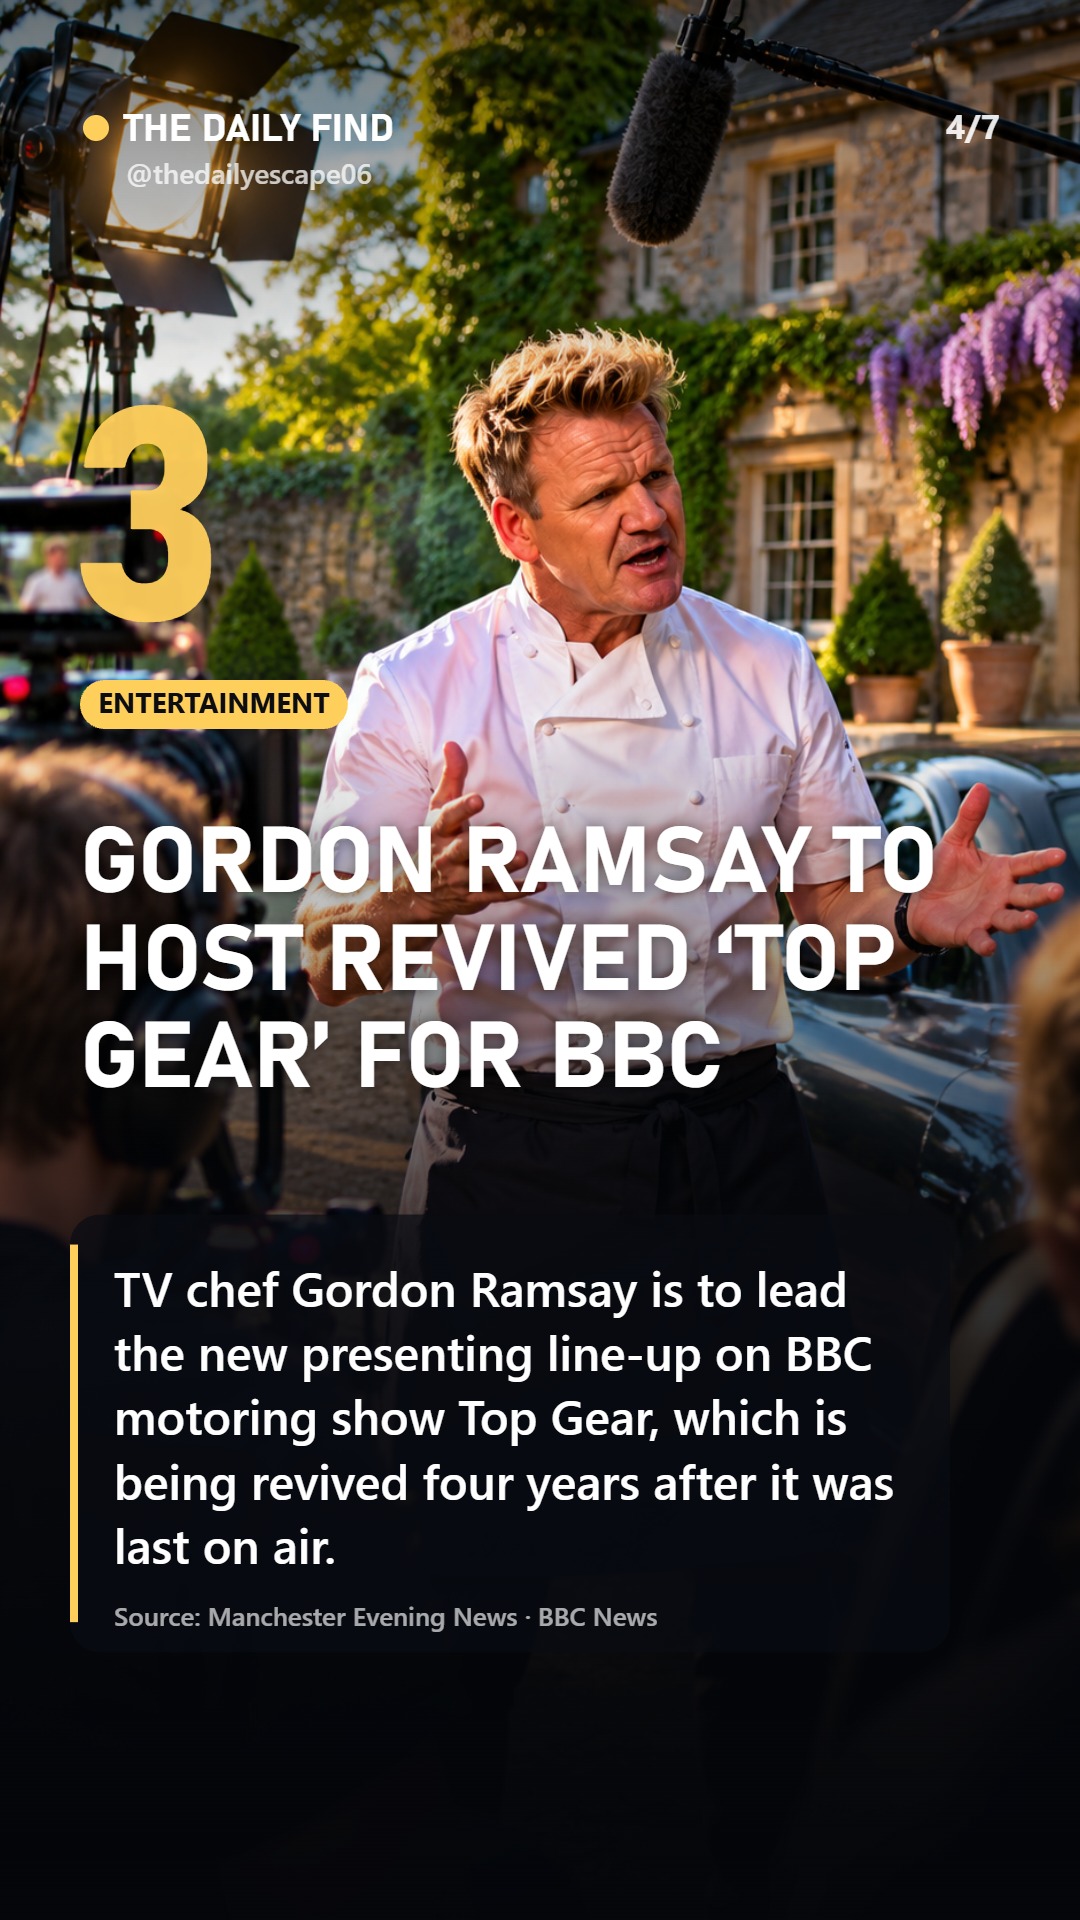 THE DAILY FIND
@thedailyescape06
4/7
3
ENTERTAINMENT
GORDON RAMSAY TO
HOST REVIVED ‘TOP
GEAR’ FOR BBC
TV chef Gordon Ramsay is to lead
the new presenting line-up on BBC
motoring show Top Gear, which is
being revived four years after it was
last on air.
Source: Manchester Evening News · BBC News